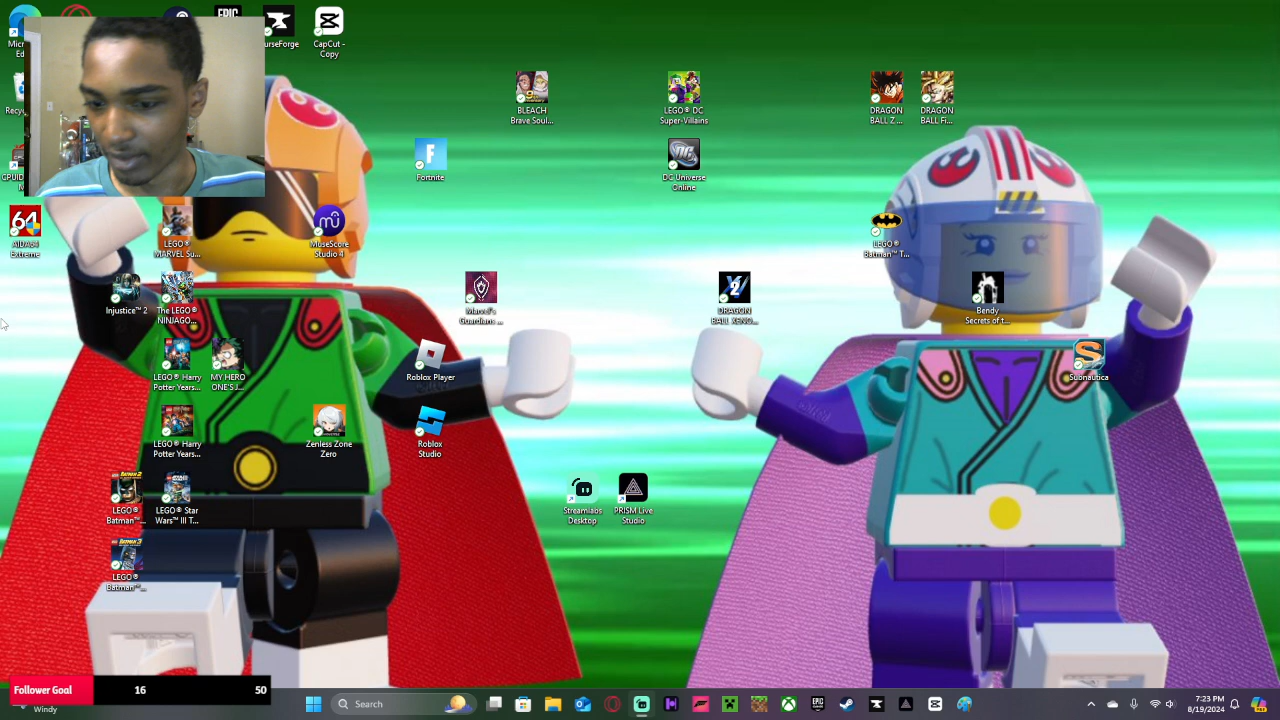 EPIC
CurseForge
CapCut -
Copy
BLEACH
Brave Soul...
LEGO® DC
Super-Villains
DRAGON
BALL Z ...
DRAGON
BALL Fi...
Fortnite
DC Universe
Online
64
AIDA64
Extreme
LEGO®
MARVEL Su...
MuseScore
Studio 4
LEGO®
Batman™ T...
Injustice™ 2
The LEGO®
NINJAGO...
Marvel's
Guardians ...
DRAGON
BALL XENO...
Bendy
Secrets of t...
LEGO® Harry
Potter Years...
MY HERO
ONE'S J...
Roblox Player
Subnautica
LEGO® Harry
Potter Years...
Zenless Zone
Zero
Roblox
Studio
LEGO®
Batman™...
LEGO® Star
Wars™ III T...
Streamlabs
Desktop
PRISM Live
Studio
LEGO®
Batman™...
Follower Goal 16 50
Windy
Search
7:23 PM
8/19/2024